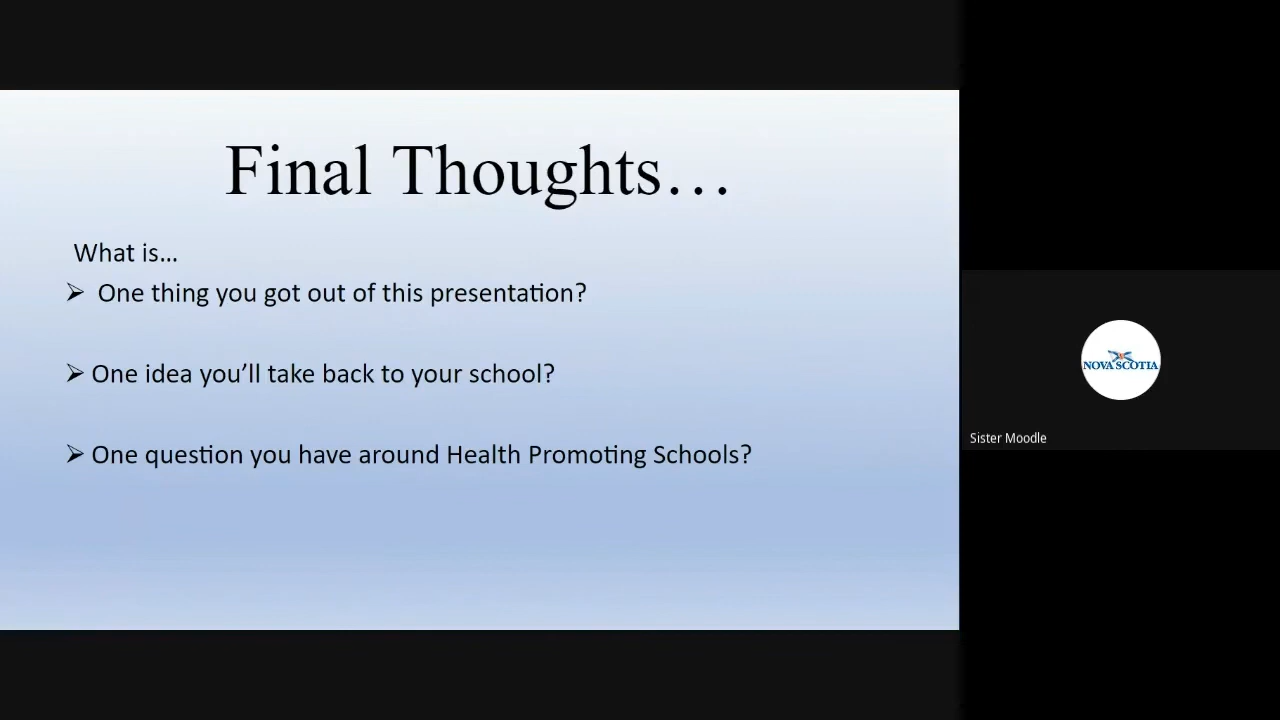 Final Thoughts…
What is…
➢ One thing you got out of this presentation?
➢ One idea you’ll take back to your school?
➢ One question you have around Health Promoting Schools?
NOVA SCOTIA
Sister Moodle